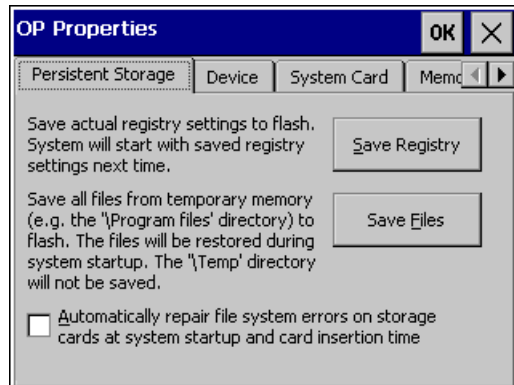 OP Properties
OK
Persistent Storage
Device
System Card
Save actual registry settings to flash.
System will start with saved registry
settings next time.
Save Registry
Save all files from temporary memory
(e.g. the '\Program files' directory) to
flash. The files will be restored during
system startup. The '\Temp' directory
will not be saved.
Save Files
Automatically repair file system errors on storage
cards at system startup and card insertion time